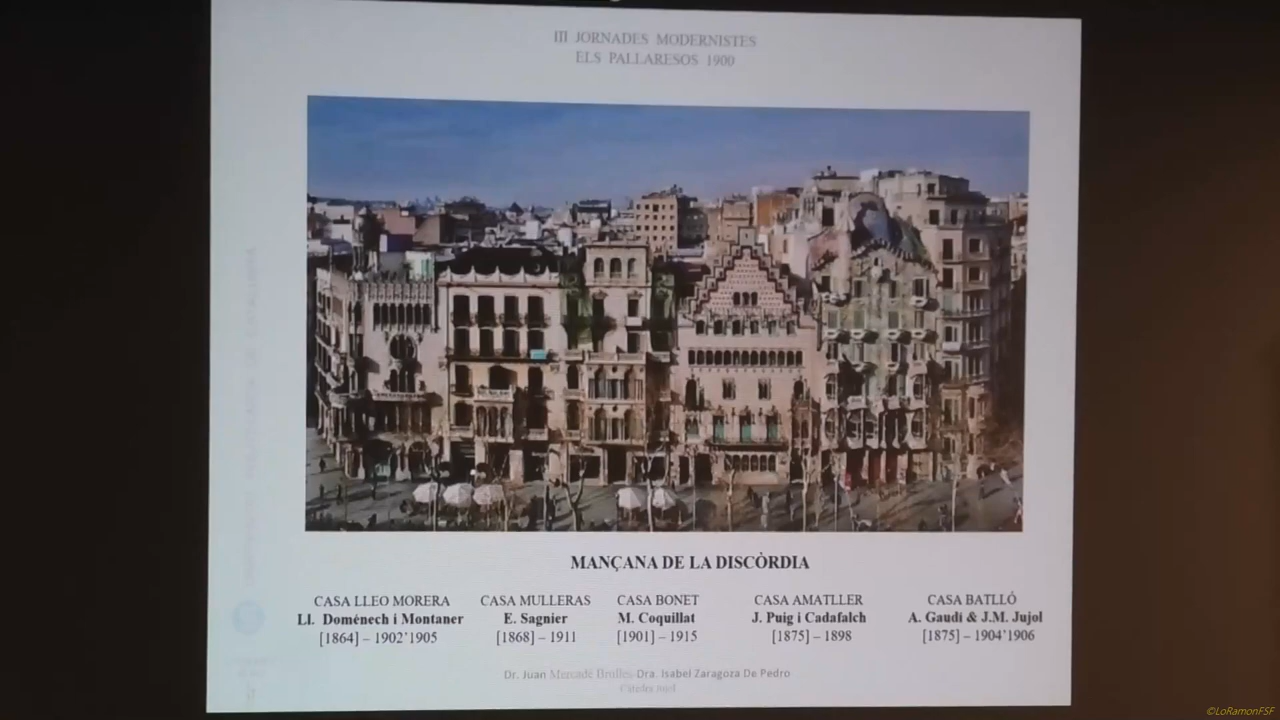 III JORNADES MODERNISTES
ELS PALLARESOS 1900
MANÇANA DE LA DISCÒRDIA
CASA LLEO MORERA
Ll. Doménech i Montaner
[1864] – 1902'1905
CASA MULLERAS
E. Sagnier
[1868] – 1911
CASA BONET
M. Coquillat
[1901] – 1915
CASA AMATLLER
J. Puig i Cadafalch
[1875] – 1898
CASA BATLLÓ
A. Gaudí & J.M. Jujol
[1875] – 1904'1906
Dr. Juan Mercadé Brulles Dra. Isabel Zaragoza De Pedro
©LoRamonFSF